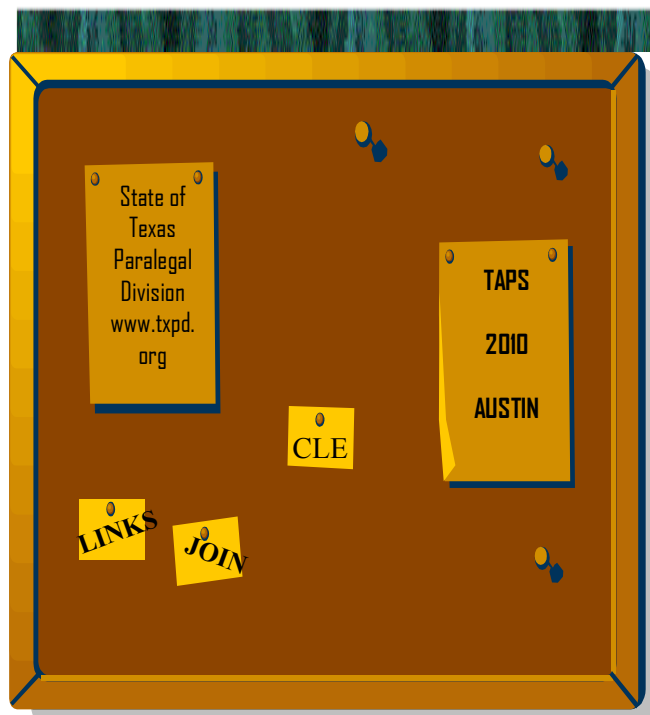 State of
Texas
Paralegal
Division
www.txpd.
org
TAPS
2010
AUSTIN
CLE
LINKS
JOIN